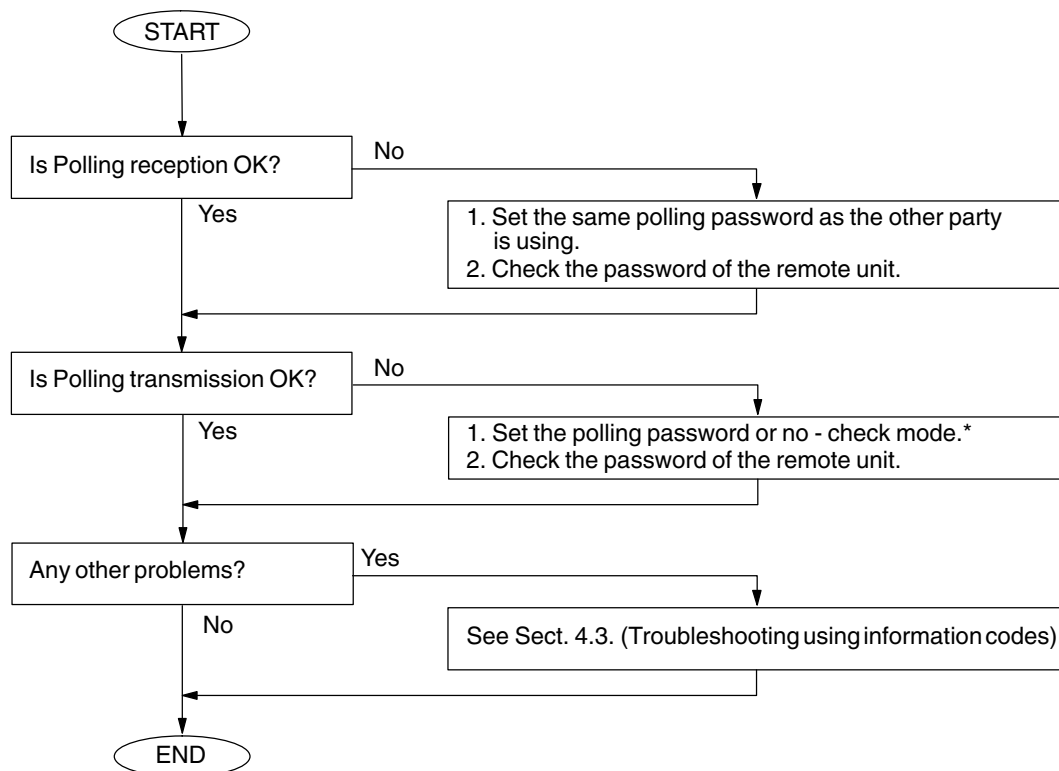 START
Is Polling reception OK?
No
Yes
1. Set the same polling password as the other party
is using.
2. Check the password of the remote unit.
Is Polling transmission OK?
No
Yes
1. Set the polling password or no - check mode.*
2. Check the password of the remote unit.
Any other problems?
Yes
No
See Sect. 4.3. (Troubleshooting using information codes)
END